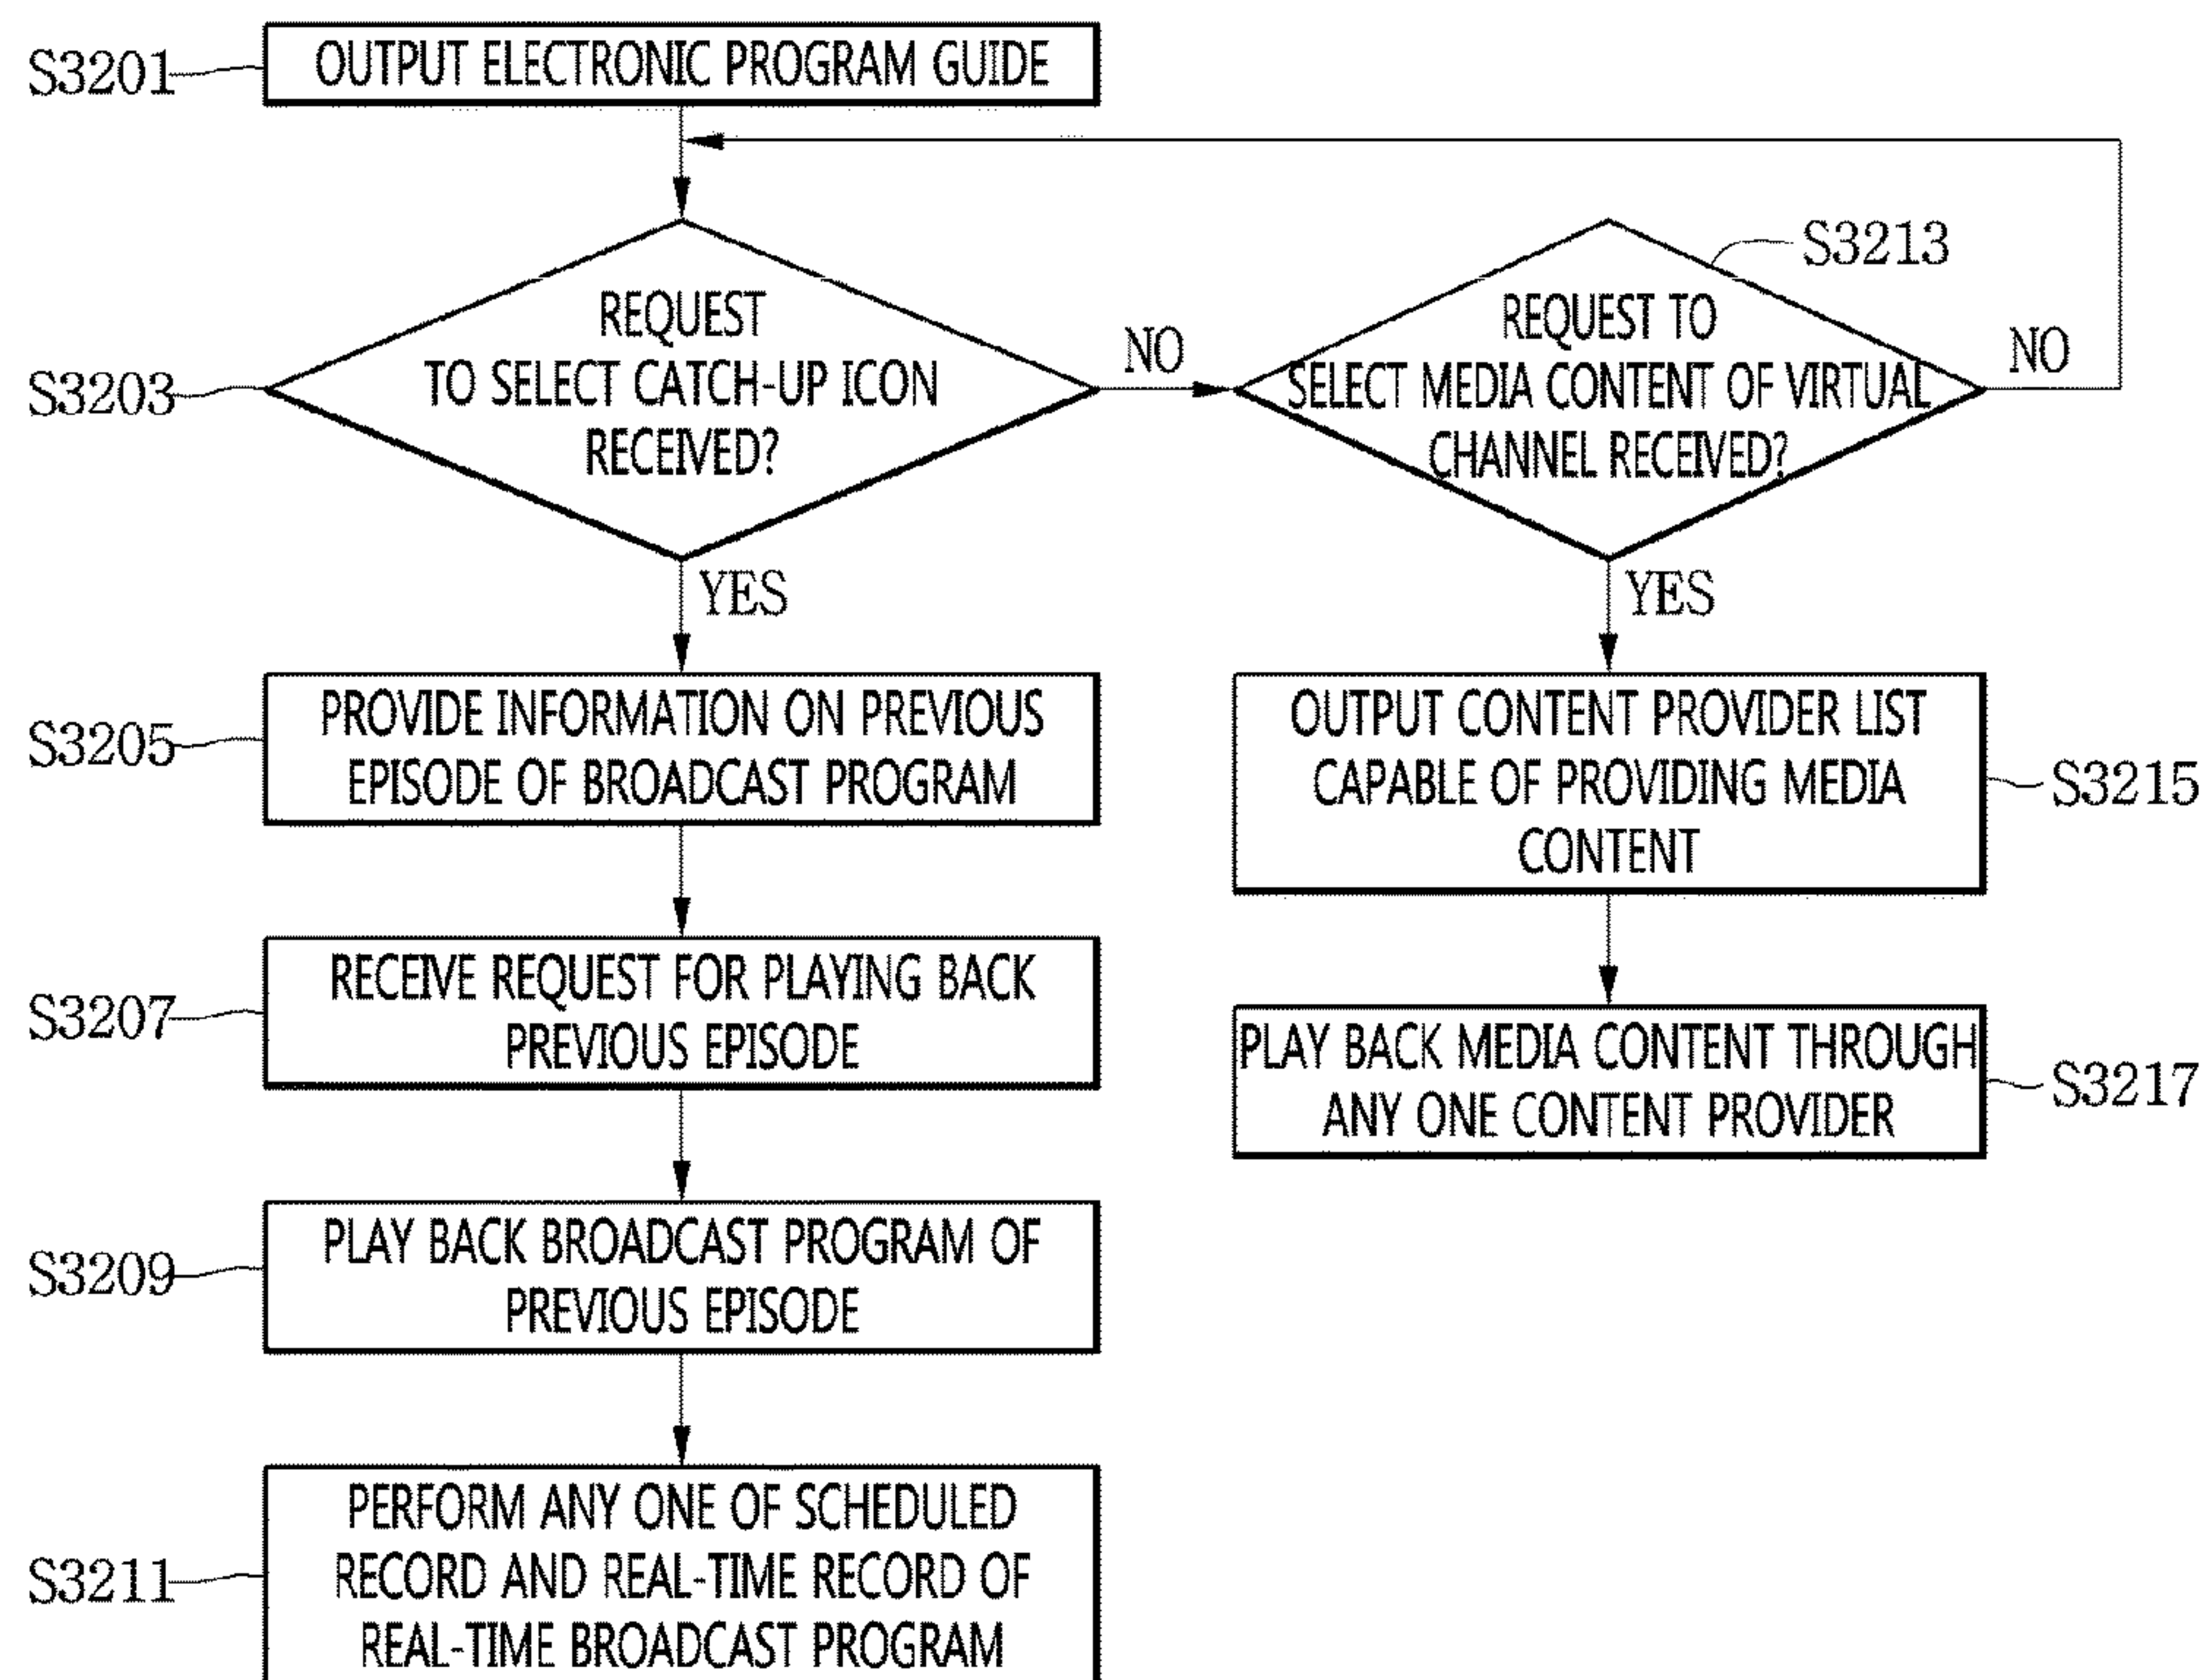 S3201
OUTPUT ELECTRONIC PROGRAM GUIDE
S3203
REQUEST
TO SELECT CATCH-UP ICON
RECEIVED?
NO
YES
S3213
REQUEST TO
SELECT MEDIA CONTENT OF VIRTUAL
CHANNEL RECEIVED?
NO
YES
S3205
PROVIDE INFORMATION ON PREVIOUS
EPISODE OF BROADCAST PROGRAM
OUTPUT CONTENT PROVIDER LIST
CAPABLE OF PROVIDING MEDIA
CONTENT
S3215
S3207
RECEIVE REQUEST FOR PLAYING BACK
PREVIOUS EPISODE
PLAY BACK MEDIA CONTENT THROUGH
ANY ONE CONTENT PROVIDER
S3217
S3209
PLAY BACK BROADCAST PROGRAM OF
PREVIOUS EPISODE
S3211
PERFORM ANY ONE OF SCHEDULED
RECORD AND REAL-TIME RECORD OF
REAL-TIME BROADCAST PROGRAM